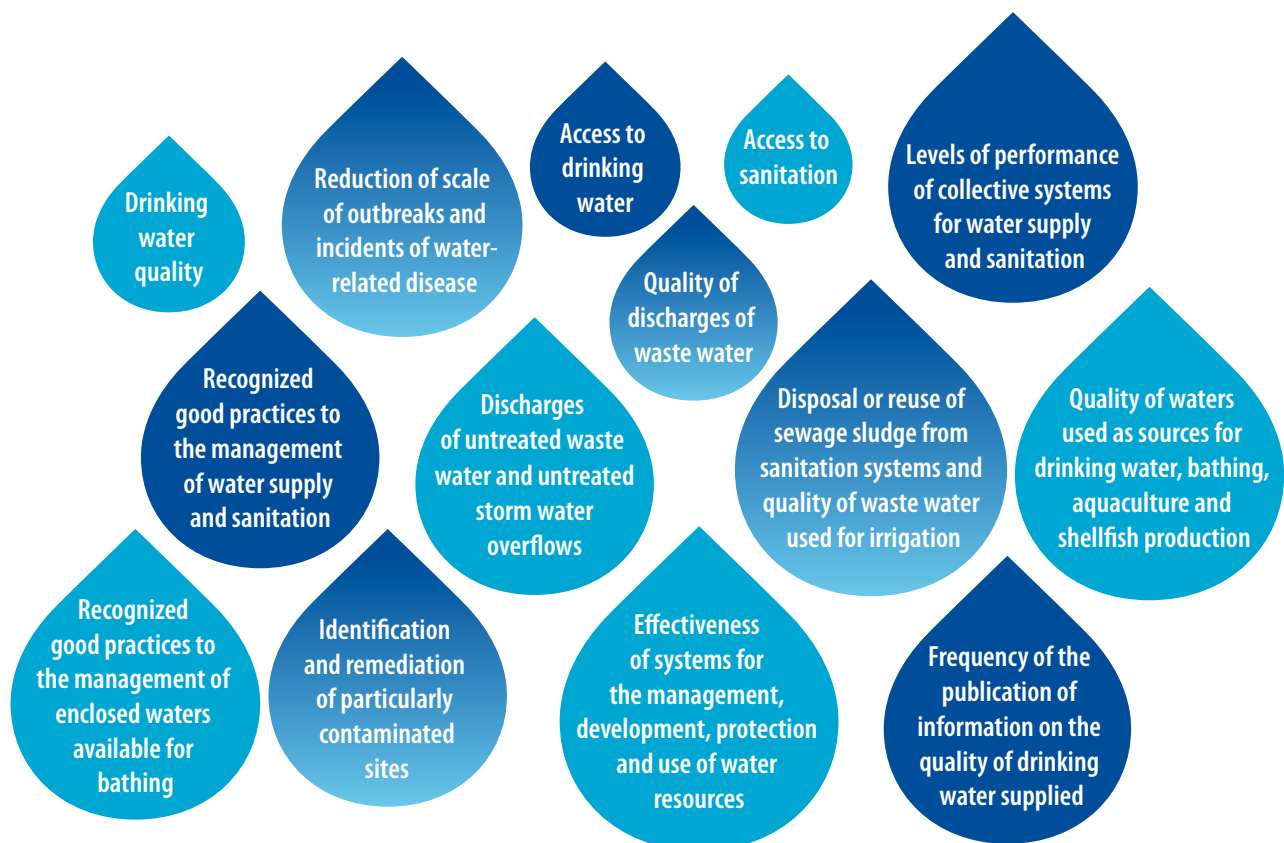 Drinking
water
quality
Reduction of scale
of outbreaks and
incidents of water-
related disease
Access to
drinking
water
Access to
sanitation
Levels of performance
of collective systems
for water supply
and sanitation
Quality of
discharges of
waste water
Recognized
good practices to
the management
of water supply
and sanitation
Discharges
of untreated waste
water and untreated
storm water
overflows
Disposal or reuse of
sewage sludge from
sanitation systems and
quality of waste water
used for irrigation
Quality of waters
used as sources for
drinking water, bathing,
aquaculture and
shellfish production
Recognized
good practices to
the management of
enclosed waters
available for
bathing
Identification
and remediation
of particularly
contaminated
sites
Effectiveness
of systems for
the management,
development, protection
and use of water
resources
Frequency of the
publication of
information on the
quality of drinking
water supplied